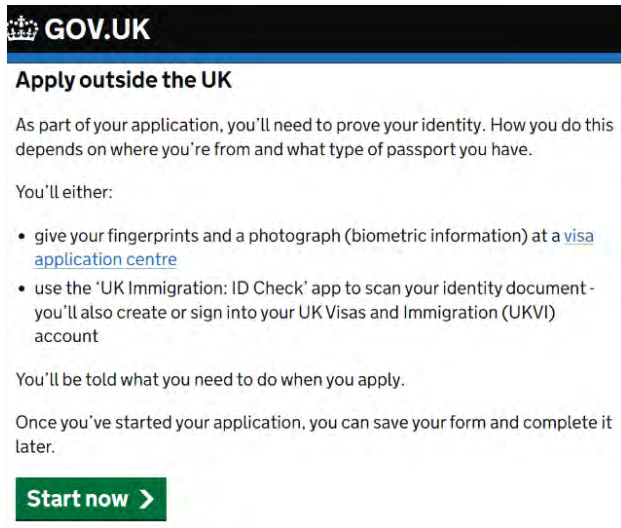 GOV.UK
Apply outside the UK
As part of your application, you'll need to prove your identity. How you do this
depends on where you're from and what type of passport you have.
You'll either:
• give your fingerprints and a photograph (biometric information) at a visa
application centre
• use the 'UK Immigration: ID Check' app to scan your identity document -
you'll also create or sign into your UK Visas and Immigration (UKVI)
account
You'll be told what you need to do when you apply.
Once you've started your application, you can save your form and complete it
later.
Start now